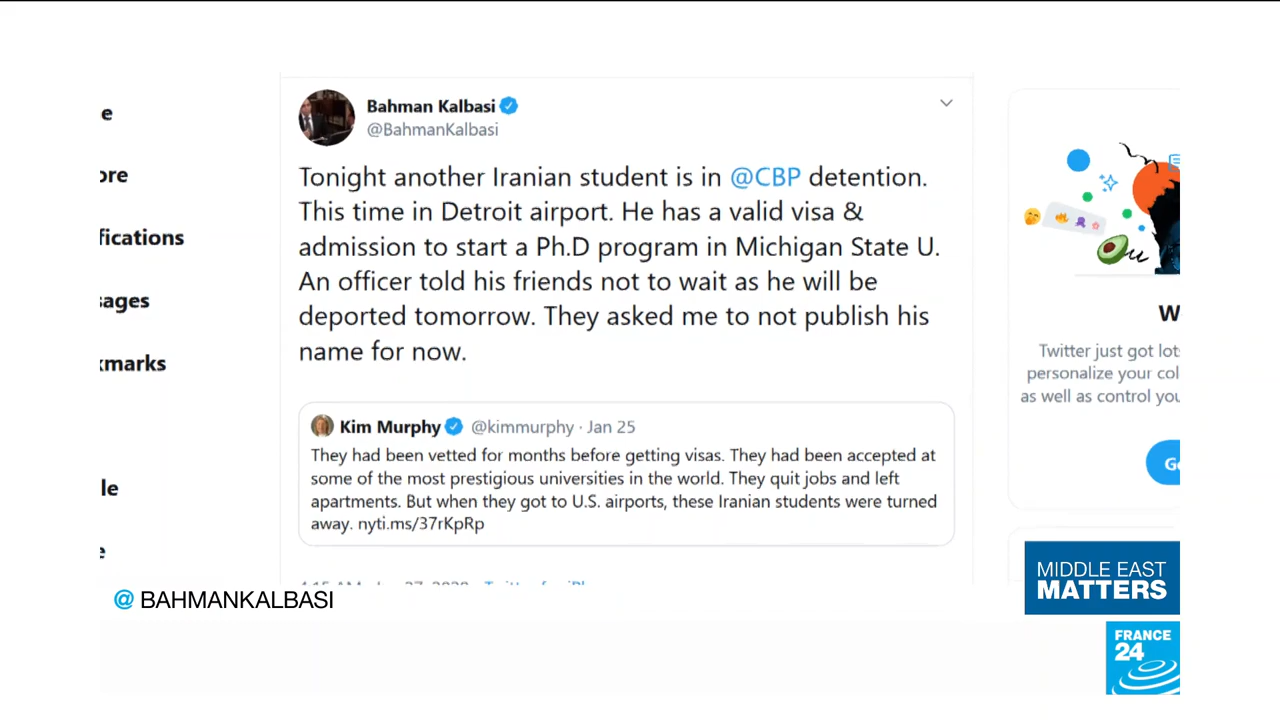 Bahman Kalbasi
@BahmanKalbasi
Tonight another Iranian student is in @CBP detention.
This time in Detroit airport. He has a valid visa &
admission to start a Ph.D program in Michigan State U.
An officer told his friends not to wait as he will be
deported tomorrow. They asked me to not publish his
name for now.
Kim Murphy @kimmurphy · Jan 25
They had been vetted for months before getting visas. They had been accepted at
some of the most prestigious universities in the world. They quit jobs and left
apartments. But when they got to U.S. airports, these Iranian students were turned
away. nyti.ms/37rKpRp
e
ore
fications
sages
kmarks
le
e
W
Twitter just got lot
personalize your col
as well as control you
G
@ BAHMANKALBASI
MIDDLE EAST
MATTERS
FRANCE
24